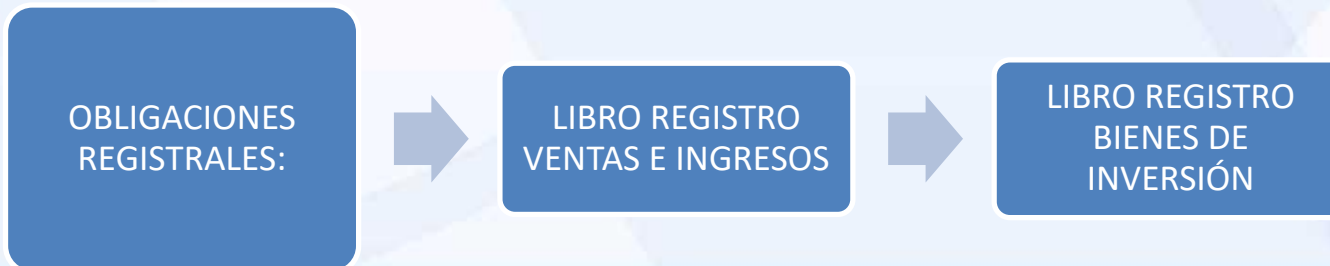 OBLIGACIONES
REGISTRALES:
LIBRO REGISTRO
VENTAS E INGRESOS
LIBRO REGISTRO
BIENES DE
INVERSIÓN